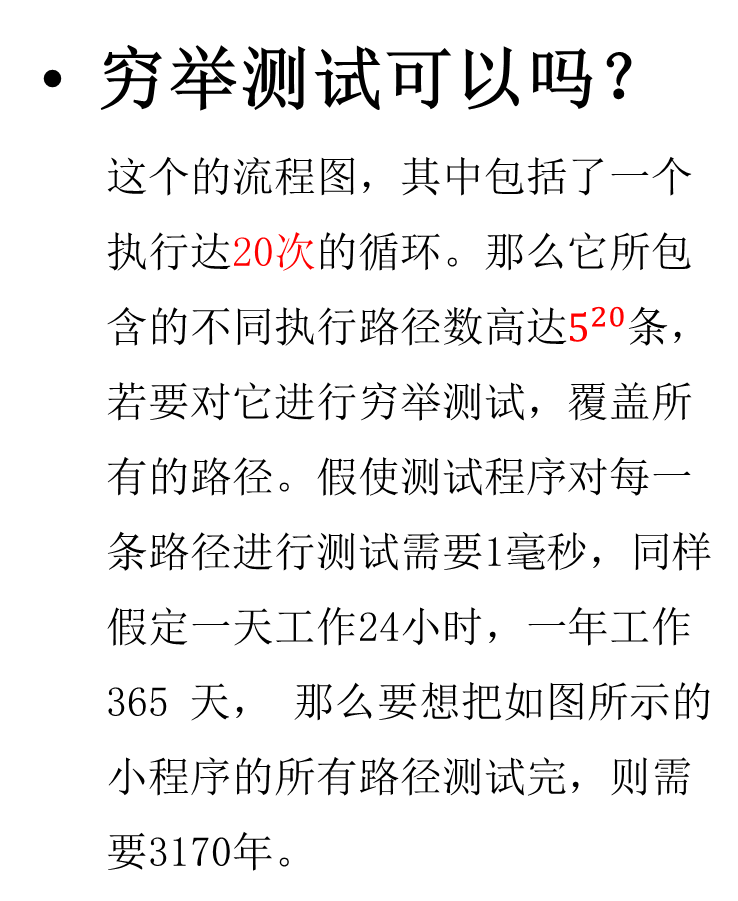 • 穷举测试可以吗？
这个的流程图，其中包括了一个
执行达20次的循环。那么它所包
含的不同执行路径数高达5²⁰条，
若要对它进行穷举测试，覆盖所
有的路径。假使测试程序对每一
条路径进行测试需要1毫秒，同样
假定一天工作24小时，一年工作
365 天， 那么要想把如图所示的
小程序的所有路径测试完，则需
要3170年。